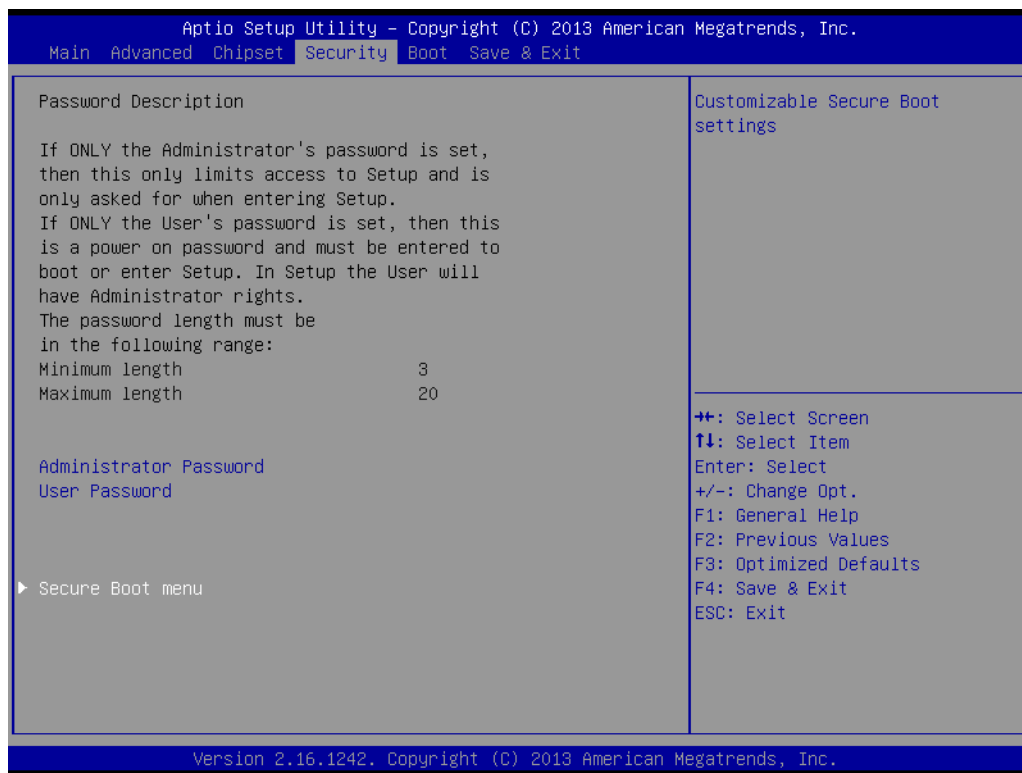 Aptio Setup Utility – Copyright (C) 2013 American Megatrends, Inc.
Main Advanced Chipset Security Boot Save & Exit
Password Description
If ONLY the Administrator's password is set,
then this only limits access to Setup and is
only asked for when entering Setup.
If ONLY the User's password is set, then this
is a power on password and must be entered to
boot or enter Setup. In Setup the User will
have Administrator rights.
The password length must be
in the following range:
Minimum length 3
Maximum length 20
Administrator Password
User Password
Secure Boot menu
Customizable Secure Boot
settings
→←: Select Screen
↑↓: Select Item
Enter: Select
+/-: Change Opt.
F1: General Help
F2: Previous Values
F3: Optimized Defaults
F4: Save & Exit
ESC: Exit
Version 2.16.1242. Copyright (C) 2013 American Megatrends, Inc.